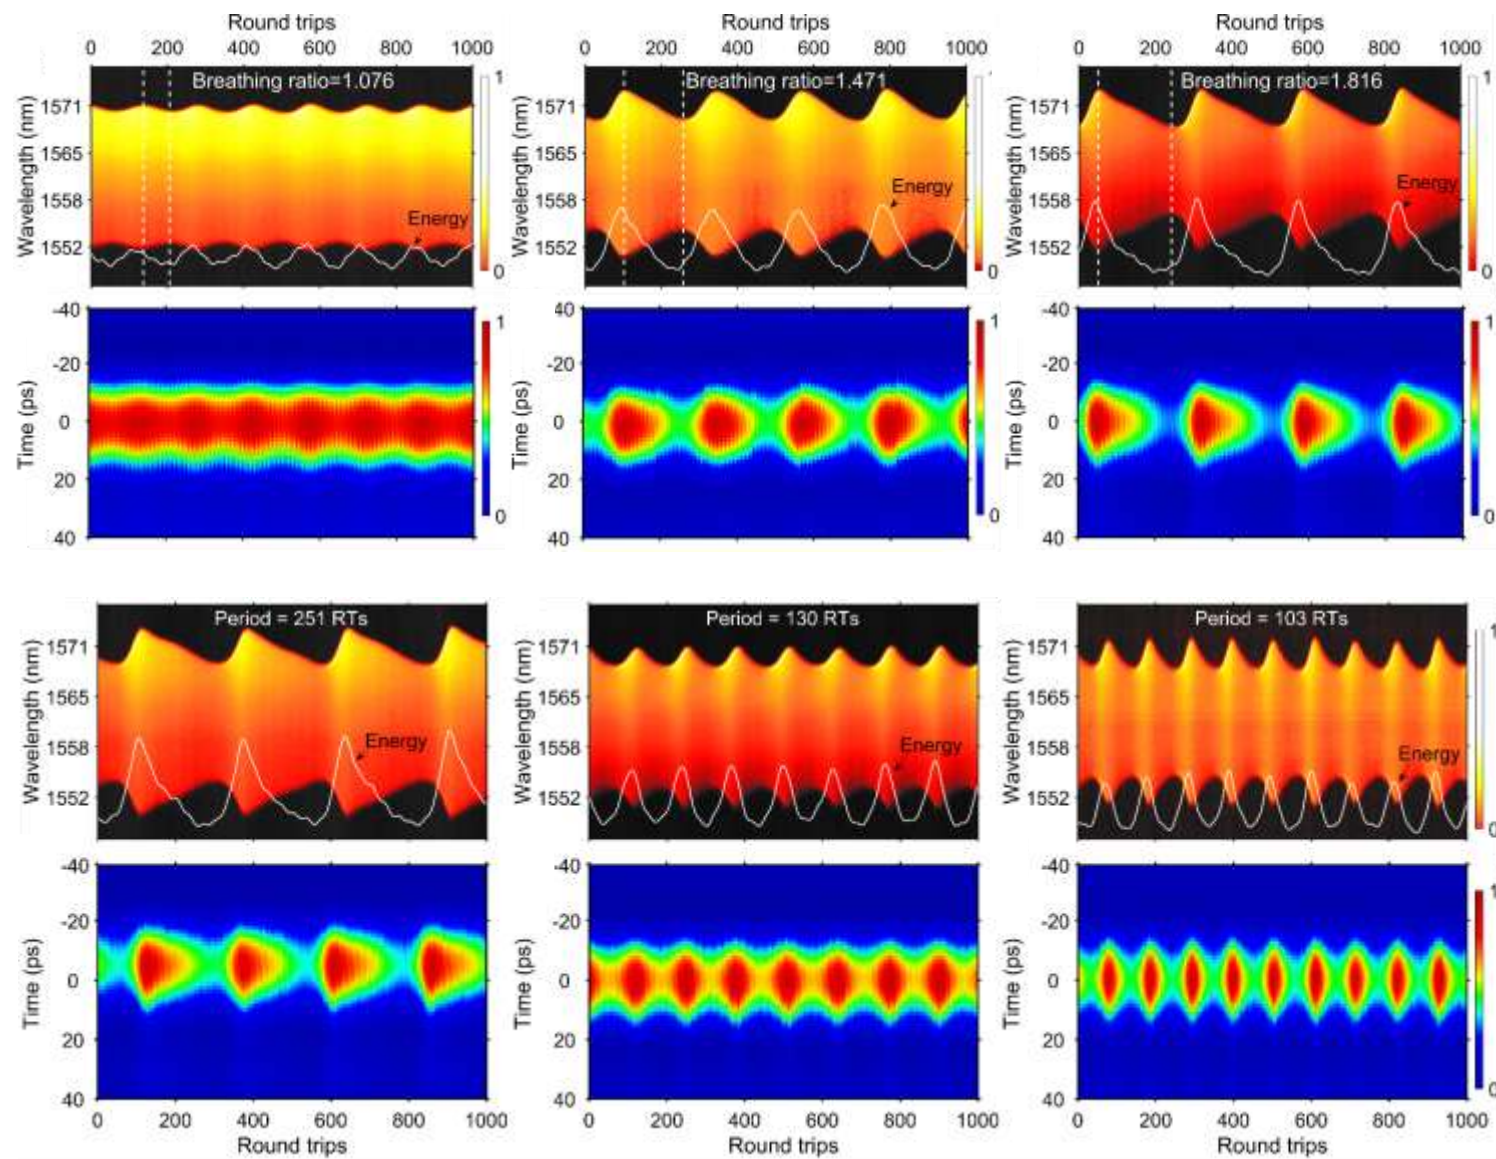 Round trips Round trips Round trips
0 200 400 600 800 1000 0 200 400 600 800 1000 0 200 400 600 800 1000
Breathing ratio=1.076 Breathing ratio=1.471 Breathing ratio=1.816
1 1 1
Wavelength (nm) Wavelength (nm) Wavelength (nm)
1571 1571 1571
1565 1565 1565
1558 1558 1558
Energy Energy Energy
1552 1552 1552
0 0 0
Time (ps) Time (ps) Time (ps)
-40 40 -40
1 1 1
-20 -20 -20
0 0 0
20 20 20
0 0 0
40 40 40
Period = 251 RTs Period = 130 RTs Period = 103 RTs
1
Wavelength (nm) Wavelength (nm) Wavelength (nm)
1571 1571 1571
1565 1565 1565
1558 1558 1558
Energy Energy Energy
1552 1552 1552
0
Time (ps) Time (ps) Time (ps)
-40 -40 -40
1
-20 -20 -20
0 0 0
20 20 20
0
40 40 40
0 200 400 600 800 1000 0 200 400 600 800 1000 0 200 400 600 800 1000
Round trips Round trips Round trips